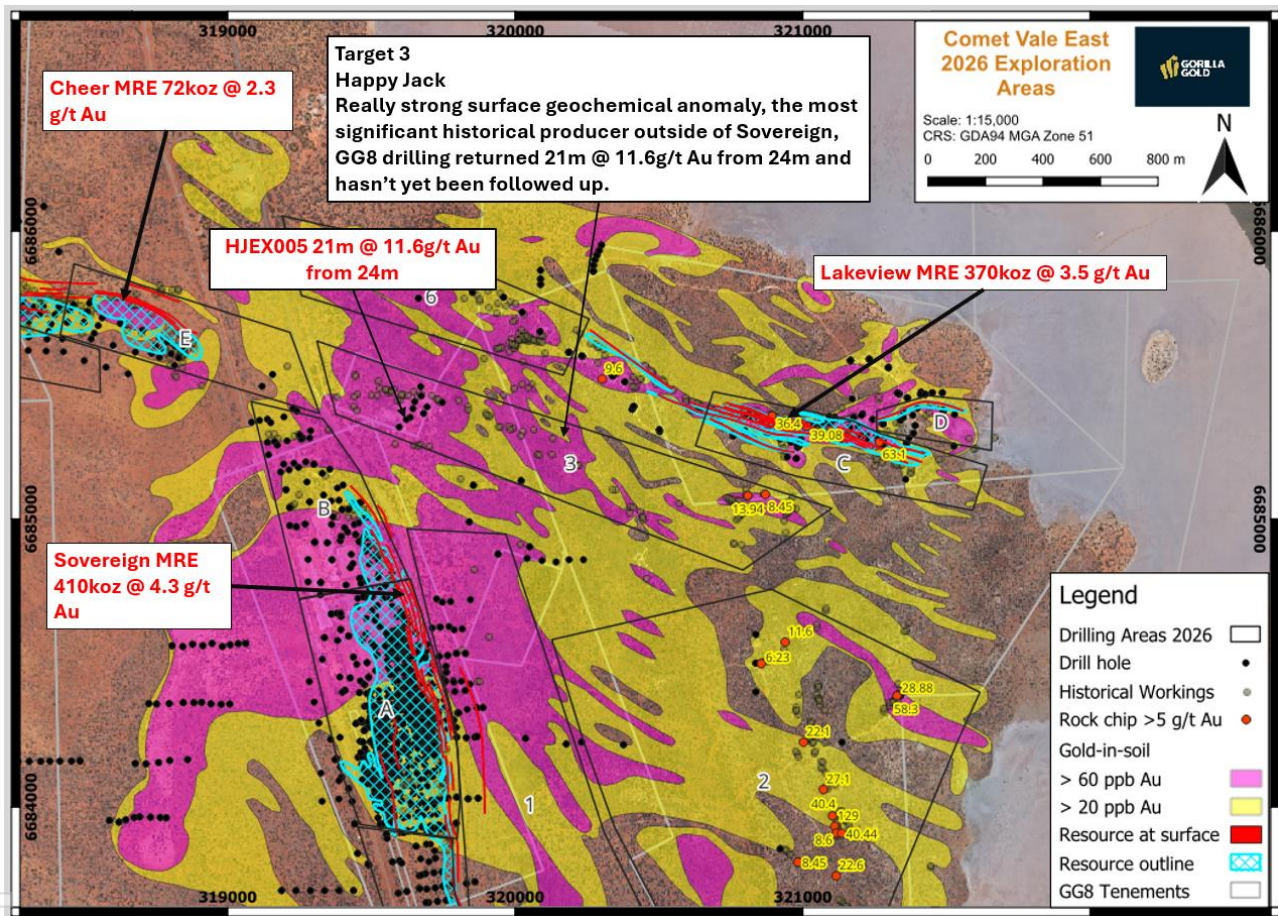 319000
320000
321000
Target 3
Happy Jack
Really strong surface geochemical anomaly, the most
significant historical producer outside of Sovereign,
GG8 drilling returned 21m @ 11.6g/t Au from 24m and
hasn't yet been followed up.
Comet Vale East
2026 Exploration
Areas
GORILLA
GOLD
Scale: 1:15,000
CRS: GDA94 MGA Zone 51
0 200 400 600 800 m
N
Cheer MRE 72koz @ 2.3
g/t Au
6686000
6686000
HJEX005 21m @ 11.6g/t Au
from 24m
Lakeview MRE 370koz @ 3.5 g/t Au
6
E
9.6
36.4
39.08
63.1
D
C
3
13.94
8.45
B
6685000
6685000
Sovereign MRE
410koz @ 4.3 g/t
Au
A
11.6
6.23
28.88
58.3
22.1
2
27.1
1
40.4
129
8.6
40.44
8.45
22.6
6684000
Legend
Drilling Areas 2026
Drill hole
Historical Workings
Rock chip >5 g/t Au
Gold-in-soil
> 60 ppb Au
> 20 ppb Au
Resource at surface
Resource outline
GG8 Tenements
319000
320000
321000